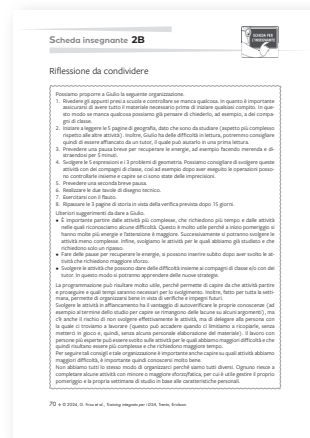 Scheda insegnante 2B
SCHEDA PER
L'INSEGNANTE
Riflessione da condividere
Possiamo proporre a Giulio la seguente organizzazione.
1. Rivedere gli appunti presi a scuola e controllare se manca qualcosa. In quanto è importante
assicurarsi di avere tutto il materiale necessario prima di iniziare qualsiasi compito. In que-
sto modo se manca qualcosa possiamo già pensare di chiederlo, ad esempio, a dei compa-
gni di classe.
2. Iniziare a leggere le 5 pagine di geografia, dato che sono da studiare (aspetto più complesso
rispetto alle altre attività). Inoltre, Giulio ha delle difficoltà in lettura, potremmo consigliare
quindi di essere affiancato da un tutor, il quale può aiutarlo in una prima lettura.
3. Prevedere una pausa breve per recuperare le energie, ad esempio facendo merenda e di-
straendosi per 5 minuti.
4. Svolgere le 5 espressioni e i 3 problemi di geometria. Possiamo consigliare di svolgere queste
attività con dei compagni di classe, così ad esempio dopo aver eseguito le operazioni posso-
no controllarle insieme e capire se ci sono state delle imprecisioni.
5. Prevedere una seconda breve pausa.
6. Realizzare le due tavole di disegno tecnico.
7. Esercitarsi con il flauto.
8. Ripassare le 3 pagine di storia in vista della verifica prevista dopo 15 giorni.
Ulteriori suggerimenti da dare a Giulio.
• È importante partire dalle attività più complesse, che richiedono più tempo e dalle attività
nelle quali riconosciamo alcune difficoltà. Questo è molto utile perché a inizio pomeriggio si
hanno molte più energie e l'attenzione è maggiore. Successivamente si potranno svolgere le
attività meno complesse. Infine, svolgiamo le attività per le quali abbiamo già studiato e che
richiedono solo un ripasso.
• Fare delle pause per recuperare le energie, si possono inserire subito dopo aver svolto le at-
tività che richiedono maggiore sforzo.
• Svolgere le attività che possono dare delle difficoltà insieme ai compagni di classe e/o con dei
tutor. In questo modo si potranno apprendere anche delle strategie.
La programmazione può risultare molto utile, perché permette di capire da che attività partire
e proseguire e quali tempi saranno necessari per lo svolgimento. Inoltre, fatto per tutta la setti-
mana, permette di organizzarsi bene in vista di verifiche e impegni futuri.
Svolgere le attività in affiancamento ha il vantaggio di autoverificare le proprie conoscenze (ad
esempio al termine dello studio per capire se rimangono delle lacune su alcuni argomenti), ma
c'è anche il rischio di non svolgere effettivamente le attività, ma di delegare alla persona con
la quale ci troviamo a lavorare (questo può accadere quando ci limitiamo a ricopiarle, senza
metterci in gioco e, quindi, senza alcuna personale elaborazione del materiale). Il lavoro con
persone più esperte può essere svolto sulle attività per le quali abbiamo maggiori difficoltà e che
quindi risultano essere più complesse e che richiedono maggiore tempo.
Per seguire tali consigli e tale organizzazione è importante anche capire su quali attività abbiamo
maggiori difficoltà, è importante quindi conoscersi molto bene.
Non abbiamo tutti lo stesso modo di organizzarci perché siamo tutti diversi. Ognuno riesce a
completare alcune attività con minore o maggiore sforzo/fatica, per cui è utile gestire il proprio
pomeriggio e la propria settimana di studio in base alle caratteristiche personali.
70 • © 2024, G. Friso et al., Training integrato per i DSA, Trento, Erickson